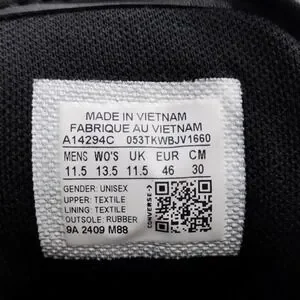 MADE IN VIETNAM
FABRIQUE AU VIETNAM
A14294C 053TKWBJV1660
MENS WO'S UK EUR CM
11.5 13.5 11.5 46 30
GENDER: UNISEX
UPPER: TEXTILE
LINING: TEXTILE
OUTSOLE: RUBBER
9A 2409 M88
CONVERSE